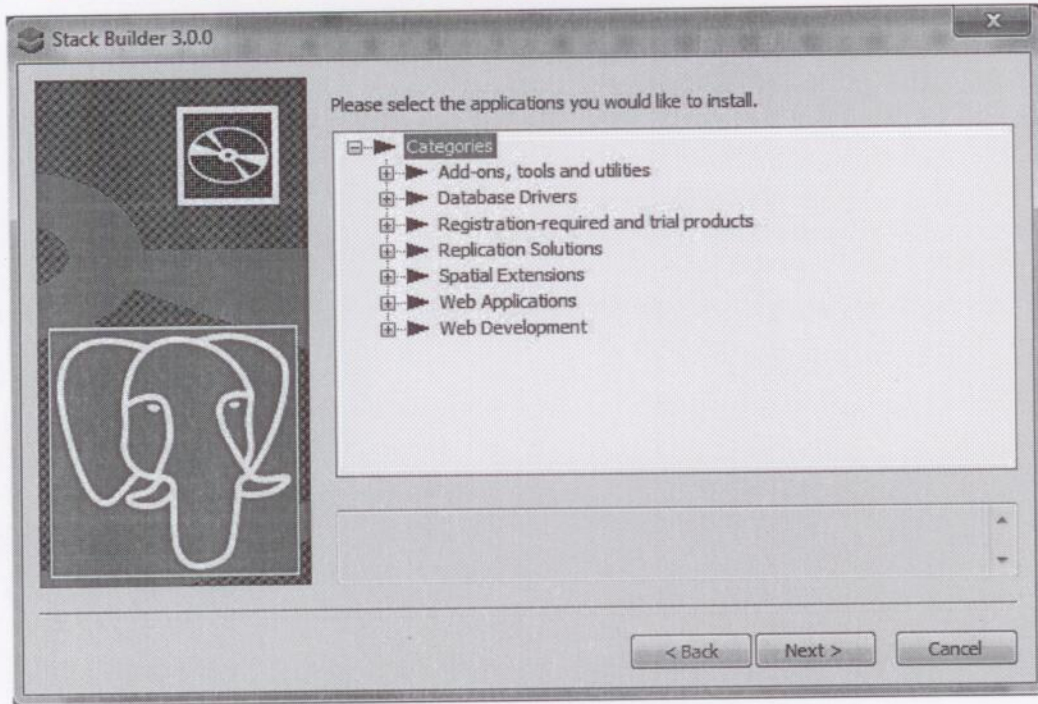 Stack Builder 3.0.0
Please select the applications you would like to install.
Categories
Add-ons, tools and utilities
Database Drivers
Registration-required and trial products
Replication Solutions
Spatial Extensions
Web Applications
Web Development
< Back
Next >
Cancel